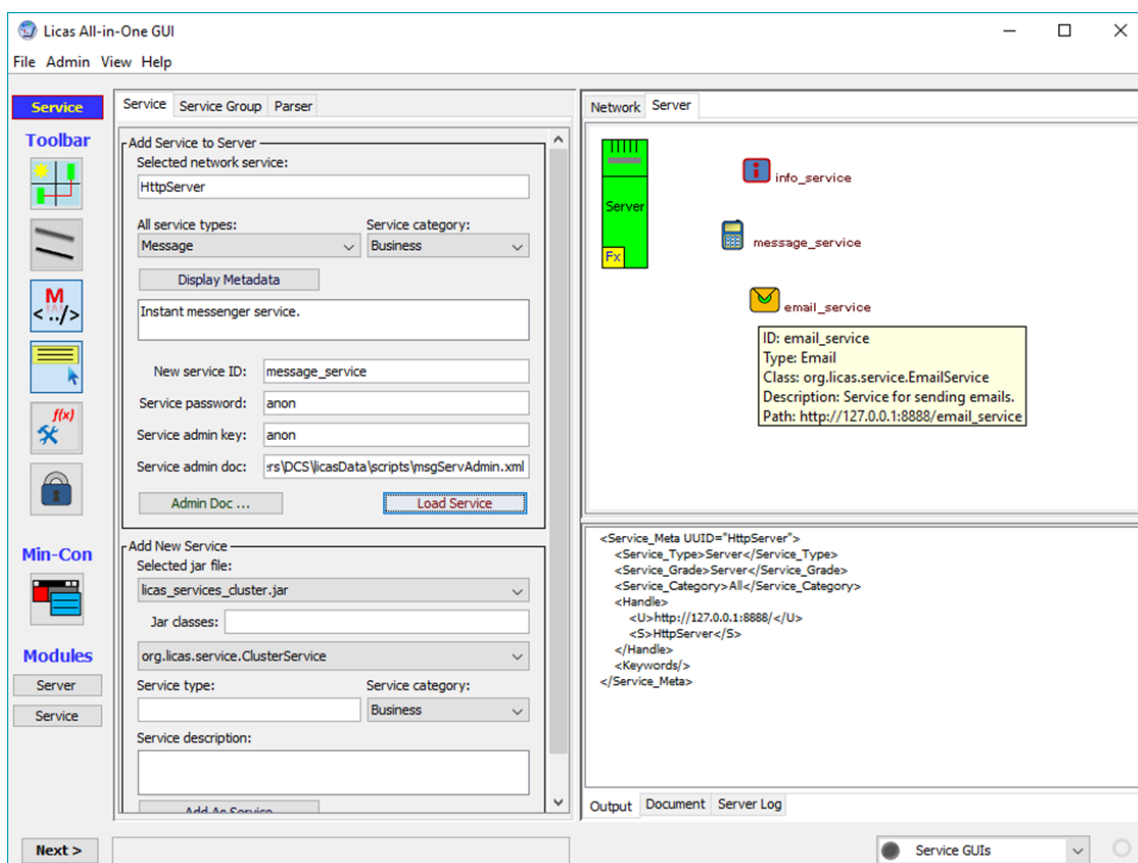 Licas All-in-One GUI
File Admin View Help
Service
Toolbar
M
<../>
f(x)
Min-Con
Modules
Server
Service
Service Service Group Parser
Add Service to Server
Selected network service:
HttpServer
All service types: Service category:
Message Business
Display Metadata
Instant messenger service.
New service ID: message_service
Service password: anon
Service admin key: anon
Service admin doc: rs\DCS\licasData\scripts\msgServAdmin.xml
Admin Doc ... Load Service
Add New Service
Selected jar file:
licas_services_cluster.jar
Jar classes:
org.licas.service.ClusterService
Service type: Service category:
Business
Service description:
Add As Service
Network Server
Server
Fx
info_service
message_service
email_service
ID: email_service
Type: Email
Class: org.licas.service.EmailService
Description: Service for sending emails.
Path: http://127.0.0.1:8888/email_service
<Service_Meta UUID="HttpServer">
<Service_Type>Server</Service_Type>
<Service_Grade>Server</Service_Grade>
<Service_Category>All</Service_Category>
<Handle>
<U>http://127.0.0.1:8888/</U>
<S>HttpServer</S>
</Handle>
<Keywords/>
</Service_Meta>
Output Document Server Log
Next >
Service GUIs